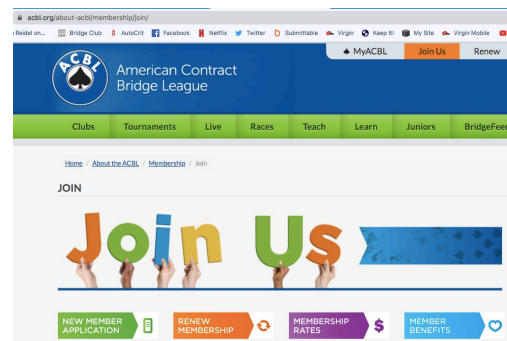 acbl.org/about-acbl/membership/join/
Reidel on... Bridge Club AutoCrit Facebook Netflix Twitter Submittable Virgin Keep It! My Site Virgin Mobile
MyACBL Join Us Renew
ACBL
American Contract
Bridge League
Clubs Tournaments Live Races Teach Learn Juniors BridgeFeed
Home / About the ACBL / Membership / Join
JOIN
Join Us
NEW MEMBER
APPLICATION
RENEW
MEMBERSHIP
MEMBERSHIP
RATES
$
MEMBER
BENEFITS